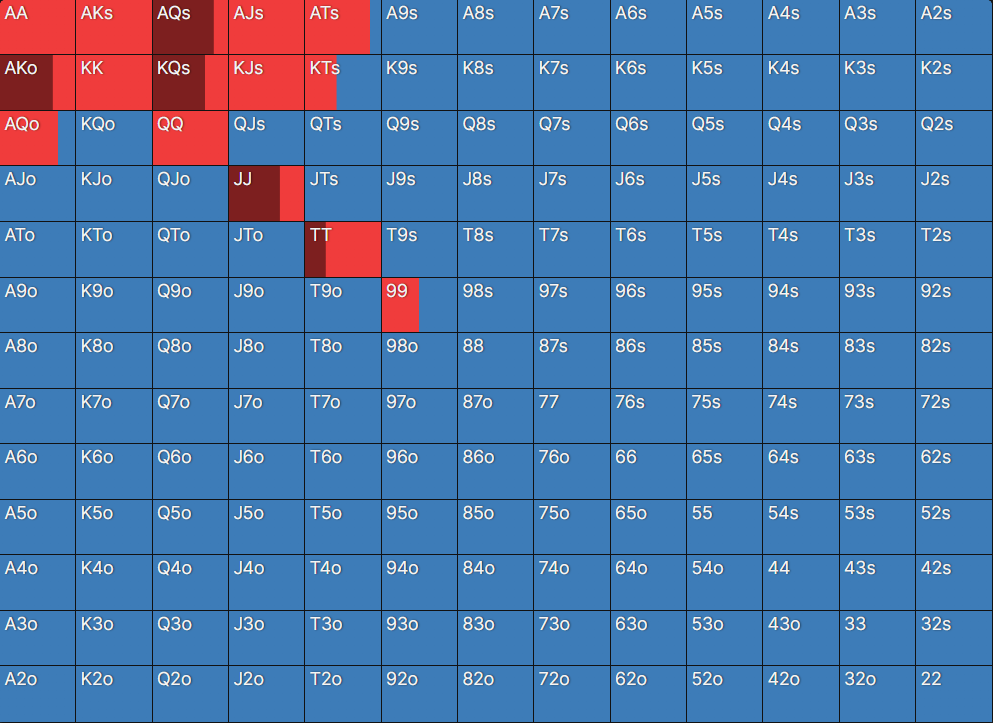 AA AKs AQs AJs ATs A9s A8s A7s A6s A5s A4s A3s A2s
AKo KK KQs KJs KTs K9s K8s K7s K6s K5s K4s K3s K2s
AQo KQo QQ QJs QTs Q9s Q8s Q7s Q6s Q5s Q4s Q3s Q2s
AJo KJo QJo JJ JTs J9s J8s J7s J6s J5s J4s J3s J2s
ATo KTo QTo JTo TT T9s T8s T7s T6s T5s T4s T3s T2s
A9o K9o Q9o J9o T9o 99 98s 97s 96s 95s 94s 93s 92s
A8o K8o Q8o J8o T8o 98o 88 87s 86s 85s 84s 83s 82s
A7o K7o Q7o J7o T7o 97o 87o 77 76s 75s 74s 73s 72s
A6o K6o Q6o J6o T6o 96o 86o 76o 66 65s 64s 63s 62s
A5o K5o Q5o J5o T5o 95o 85o 75o 65o 55 54s 53s 52s
A4o K4o Q4o J4o T4o 94o 84o 74o 64o 54o 44 43s 42s
A3o K3o Q3o J3o T3o 93o 83o 73o 63o 53o 43o 33 32s
A2o K2o Q2o J2o T2o 92o 82o 72o 62o 52o 42o 32o 22